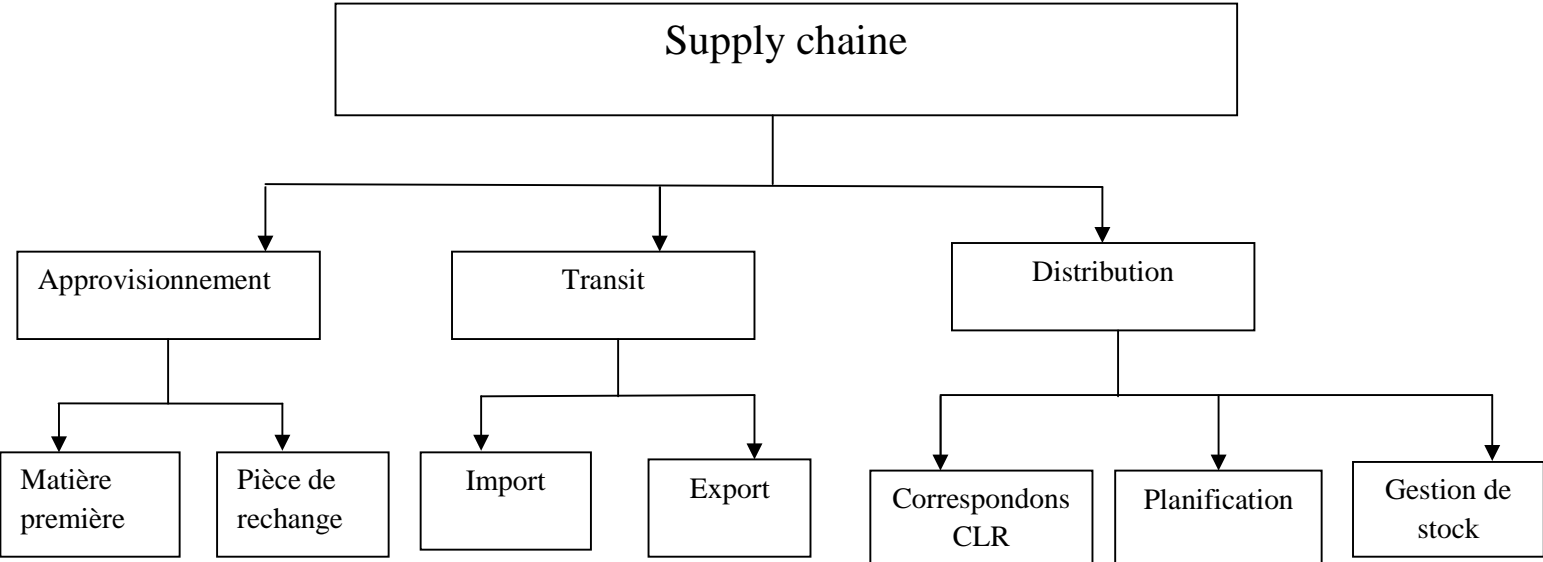 Supply chaine
Approvisionnement
Transit
Distribution
Matière
première
Pièce de
rechange
Import
Export
Correspondons
CLR
Planification
Gestion de
stock